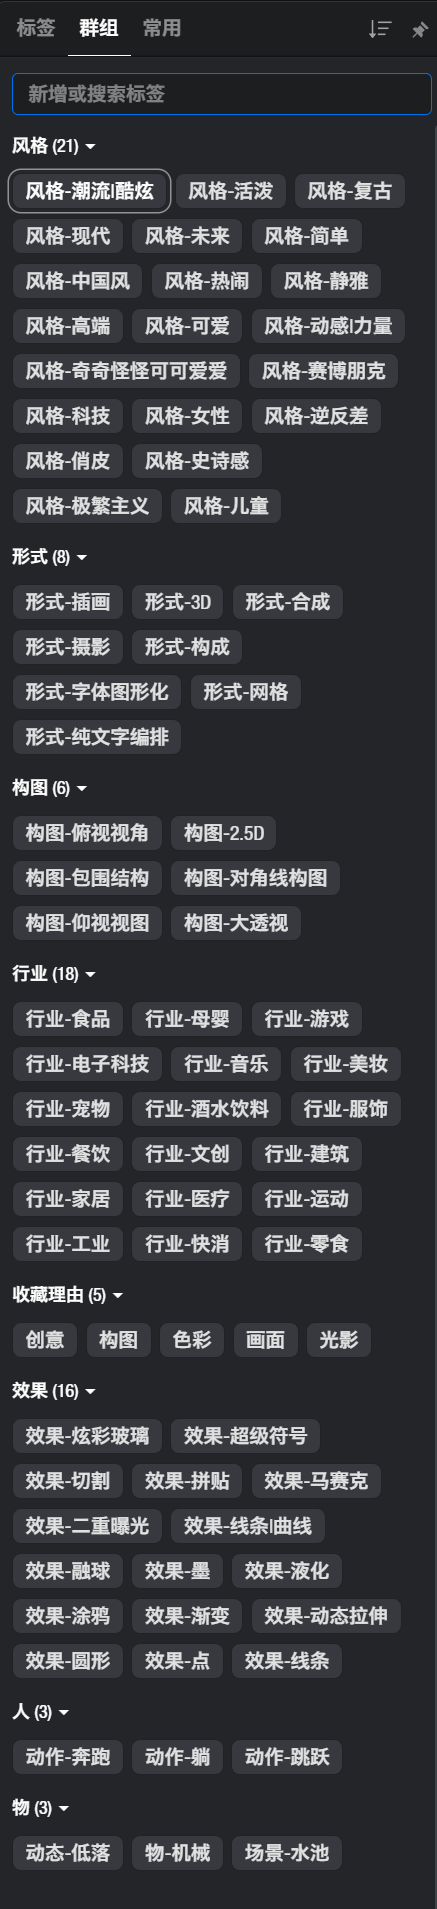 标签 群组 常用
新增或搜索标签
风格 (21)
风格-潮流|酷炫 风格-活泼 风格-复古
风格-现代 风格-未来 风格-简单
风格-中国风 风格-热闹 风格-静雅
风格-高端 风格-可爱 风格-动感|力量
风格-奇奇怪怪可可爱爱 风格-赛博朋克
风格-科技 风格-女性 风格-逆反差
风格-俏皮 风格-史诗感
风格-极繁主义 风格-儿童
形式 (8)
形式-插画 形式-3D 形式-合成
形式-摄影 形式-构成
形式-字体图形化 形式-网格
形式-纯文字编排
构图 (6)
构图-俯视视角 构图-2.5D
构图-包围结构 构图-对角线构图
构图-仰视视图 构图-大透视
行业 (18)
行业-食品 行业-母婴 行业-游戏
行业-电子科技 行业-音乐 行业-美妆
行业-宠物 行业-酒水饮料 行业-服饰
行业-餐饮 行业-文创 行业-建筑
行业-家居 行业-医疗 行业-运动
行业-工业 行业-快消 行业-零食
收藏理由 (5)
创意 构图 色彩 画面 光影
效果 (16)
效果-炫彩玻璃 效果-超级符号
效果-切割 效果-拼贴 效果-马赛克
效果-二重曝光 效果-线条|曲线
效果-融球 效果-墨 效果-液化
效果-涂鸦 效果-渐变 效果-动态拉伸
效果-圆形 效果-点 效果-线条
人 (3)
动作-奔跑 动作-躺 动作-跳跃
物 (3)
动态-低落 物-机械 场景-水池